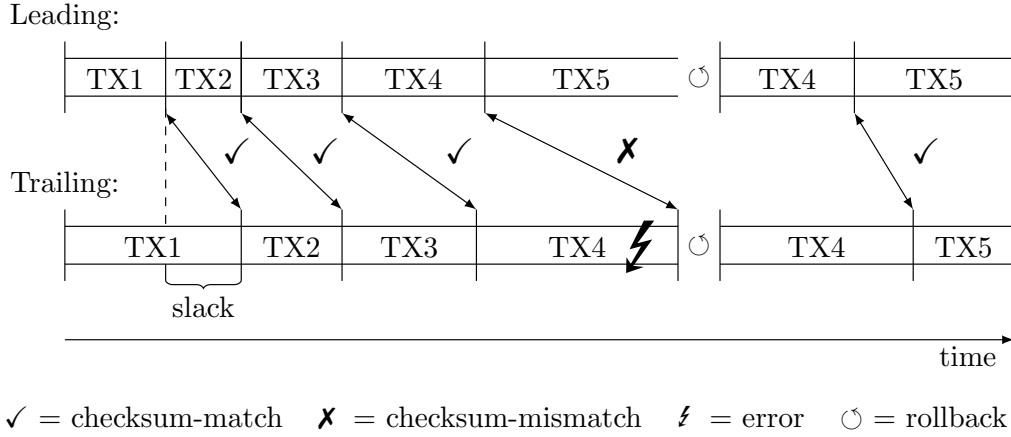 Leading:
TX1 TX2 TX3 TX4 TX5 TX4 TX5
Trailing:
TX1 TX2 TX3 TX4 TX4 TX5
slack
time
✓ = checksum-match ✗ = checksum-mismatch = error = rollback